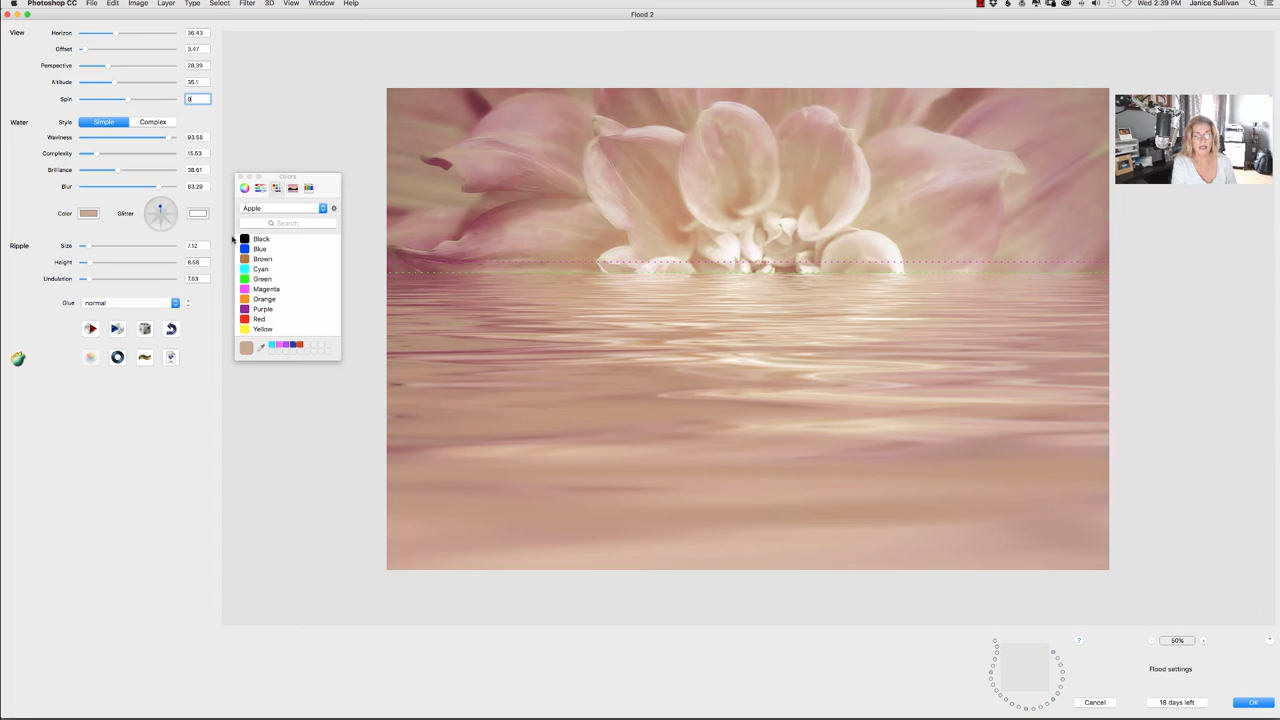 Photoshop CC File Edit Image Layer Type Select Filter 3D View Window Help Wed 2:39 PM Janice Sullivan
Flood 2
View Horizon 36.43
Offset 3.47
Perspective 28.39
Altitude 35.1
Spin 0
Water Style Simple Complex
Waviness 93.58
Complexity 15.53
Brilliance 38.61
Blur 83.29
Color Glitter
Ripple Size 7.12
Height 8.58
Undulation 7.63
Glue normal
Colors
Apple
Search
Black
Blue
Brown
Cyan
Green
Magenta
Orange
Purple
Red
Yellow
? 50%
Flood settings
Cancel 18 days left OK